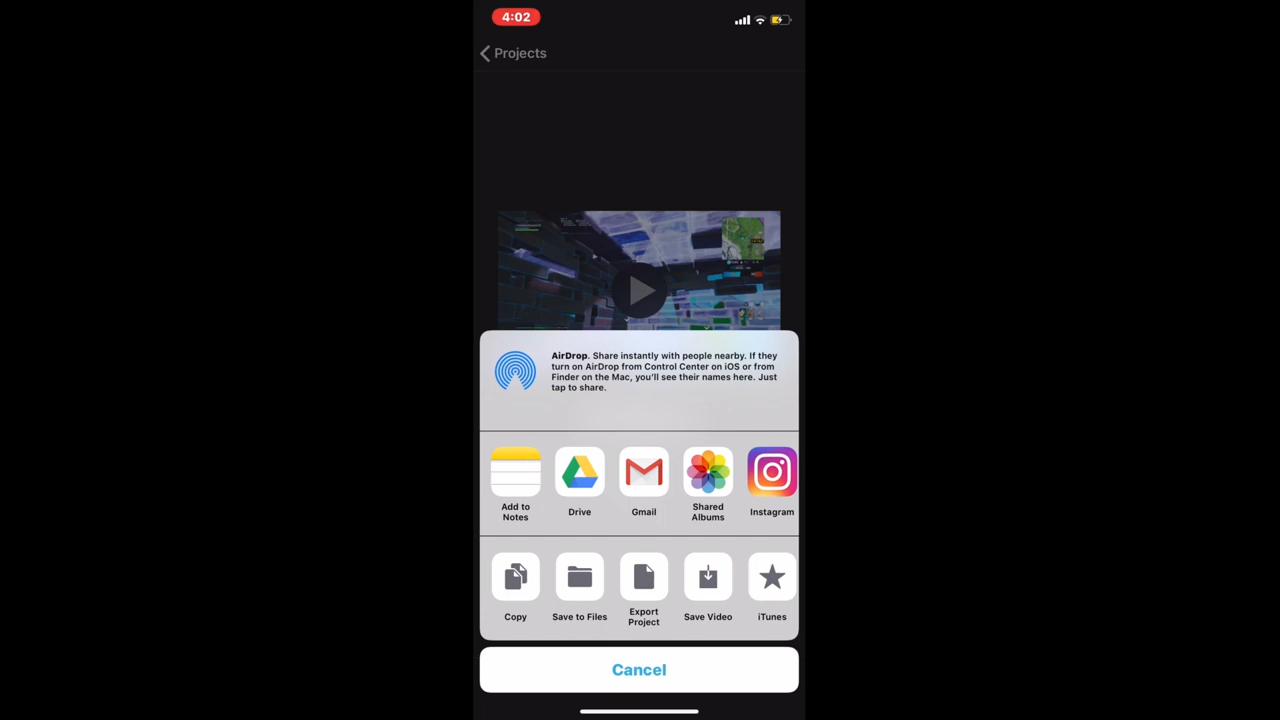 4:02
Projects
AirDrop. Share instantly with people nearby. If they
turn on AirDrop from Control Center on iOS or from
Finder on the Mac, you'll see their names here. Just
tap to share.
Add to
Notes
Drive
Gmail
Shared
Albums
Instagram
Copy
Save to Files
Export
Project
Save Video
iTunes
Cancel